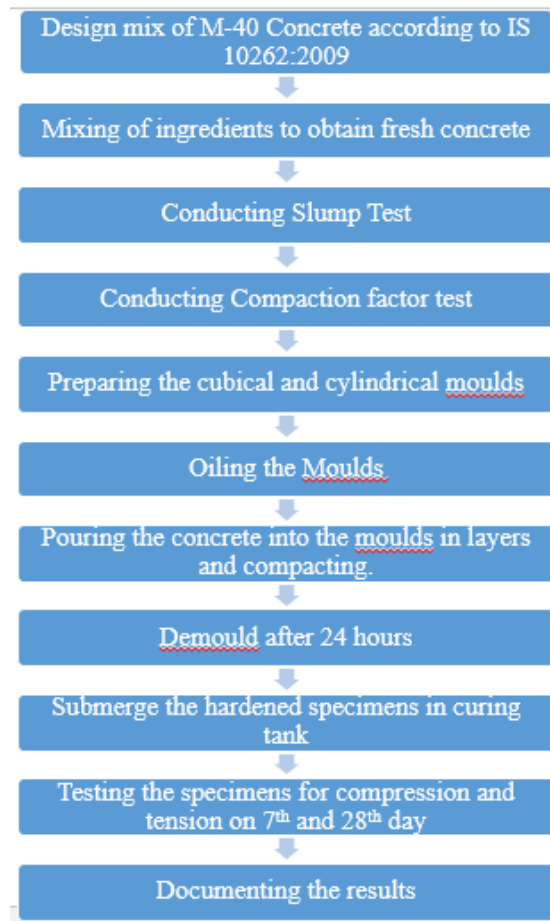 Design mix of M-40 Concrete according to IS
10262:2009
Mixing of ingredients to obtain fresh concrete
Conducting Slump Test
Conducting Compaction factor test
Preparing the cubical and cylindrical moulds
Oiling the Moulds
Pouring the concrete into the moulds in layers
and compacting.
Demould after 24 hours
Submerge the hardened specimens in curing
tank
Testing the specimens for compression and
tension on 7th and 28th day
Documenting the results